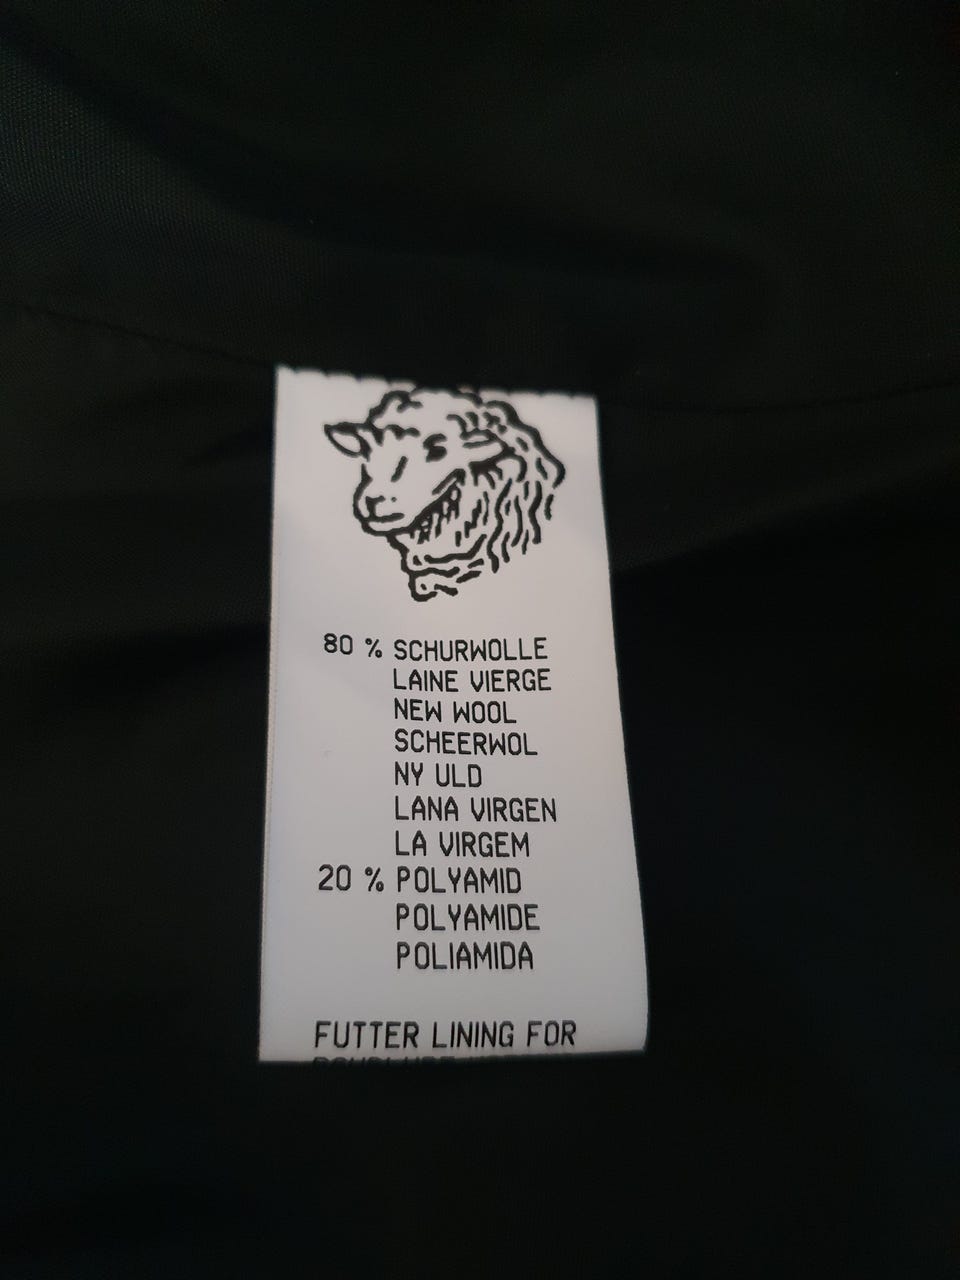 80 % SCHURWOLLE
LAINE VIERGE
NEW WOOL
SCHEERWOL
NY ULD
LANA VIRGEN
LA VIRGEM
20 % POLYAMID
POLYAMIDE
POLIAMIDA
FUTTER LINING FOR